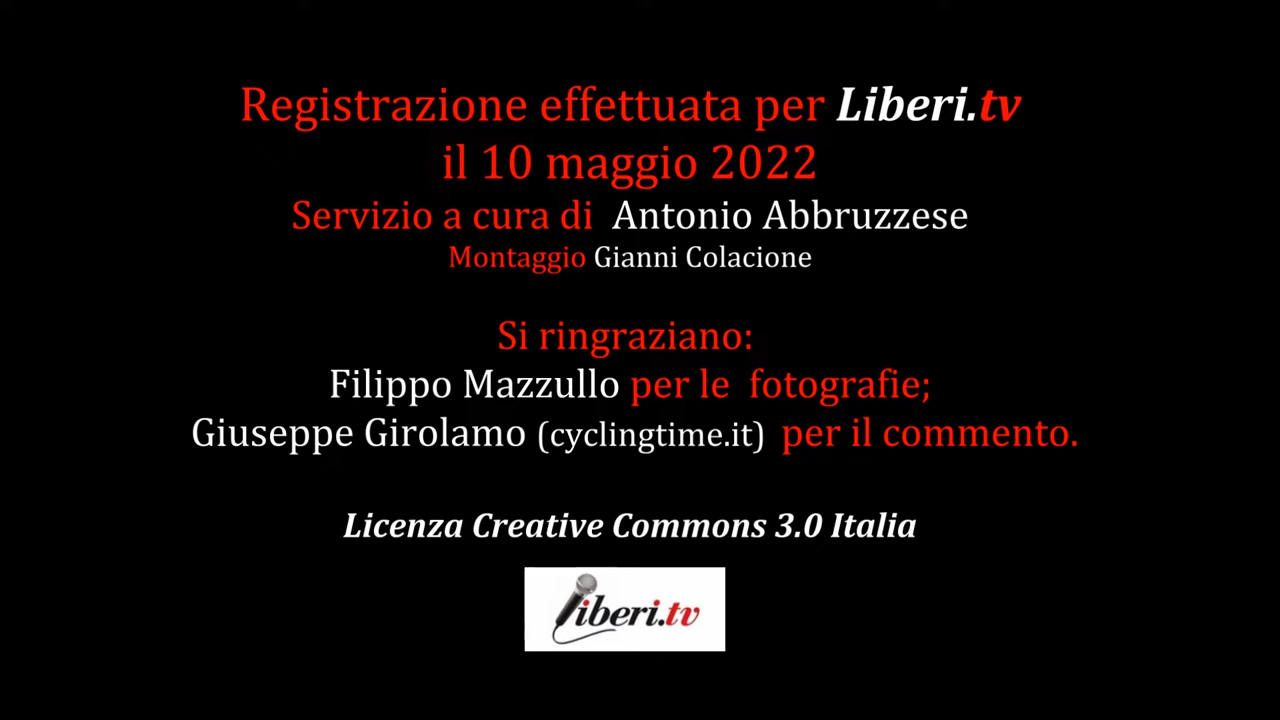 Registrazione effettuata per Liberi.tv
il 10 maggio 2022
Servizio a cura di Antonio Abbruzzese
Montaggio Gianni Colacione
Si ringraziano:
Filippo Mazzullo per le fotografie;
Giuseppe Girolamo (cyclingtime.it) per il commento.
Licenza Creative Commons 3.0 Italia
liberi.tv